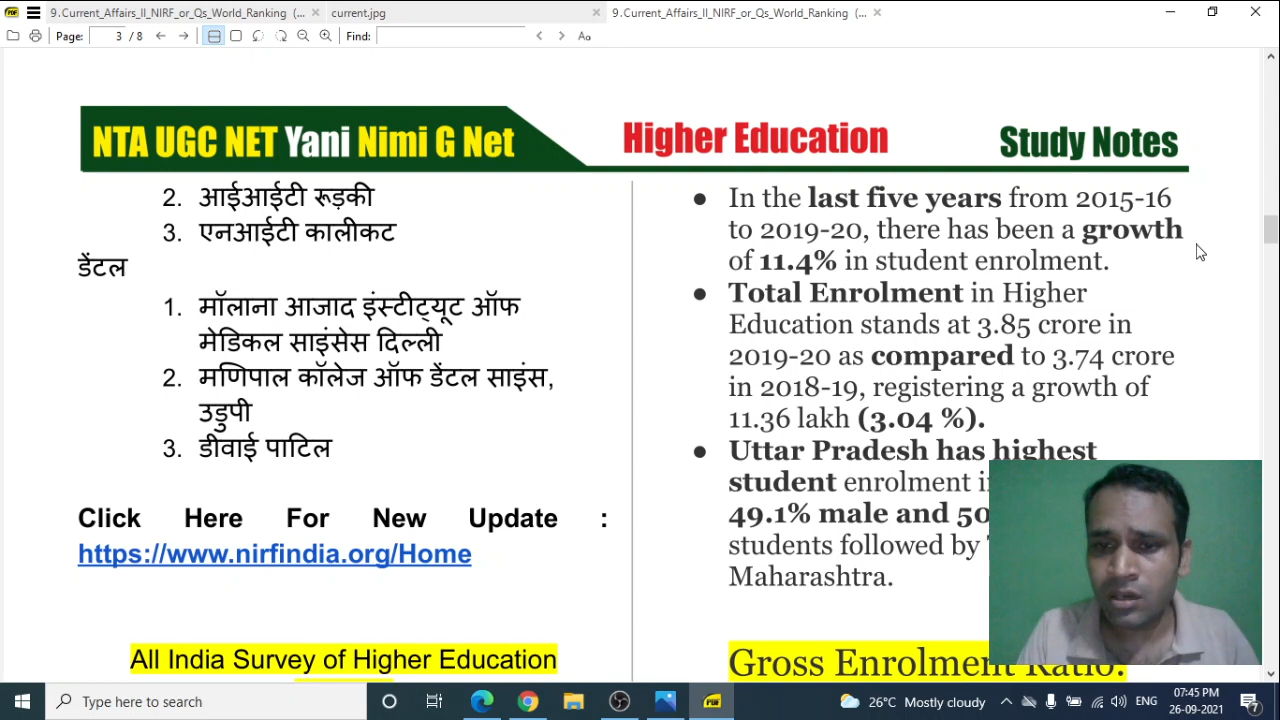 9.Current_Affairs_II_NIRF_or_Qs_World_Ranking (...
current.jpg
9.Current_Affairs_II_NIRF_or_Qs_World_Ranking (...
Page: 3 / 8 Find: Aa
NTA UGC NET Yani Nimi G Net
Higher Education
Study Notes
2. आईआईटी रूड़की
3. एनआईटी कालीकट
डेंटल
1. मॉलाना आजाद इंस्टीट्यूट ऑफ
मेडिकल साइंसेस दिल्ली
2. मणिपाल कॉलेज ऑफ डेंटल साइंस,
उडुपी
3. डीवाई पाटिल
Click Here For New Update :
https://www.nirfindia.org/Home
All India Survey of Higher Education
● In the last five years from 2015-16
to 2019-20, there has been a growth
of 11.4% in student enrolment.
● Total Enrolment in Higher
Education stands at 3.85 crore in
2019-20 as compared to 3.74 crore
in 2018-19, registering a growth of
11.36 lakh (3.04 %).
● Uttar Pradesh has highest
student enrolment
49.1% male and
students followed by
Maharashtra.
Gross Enrolment Ratio:
Type here to search
26°C Mostly cloudy
ENG
07:45 PM
26-09-2021
7